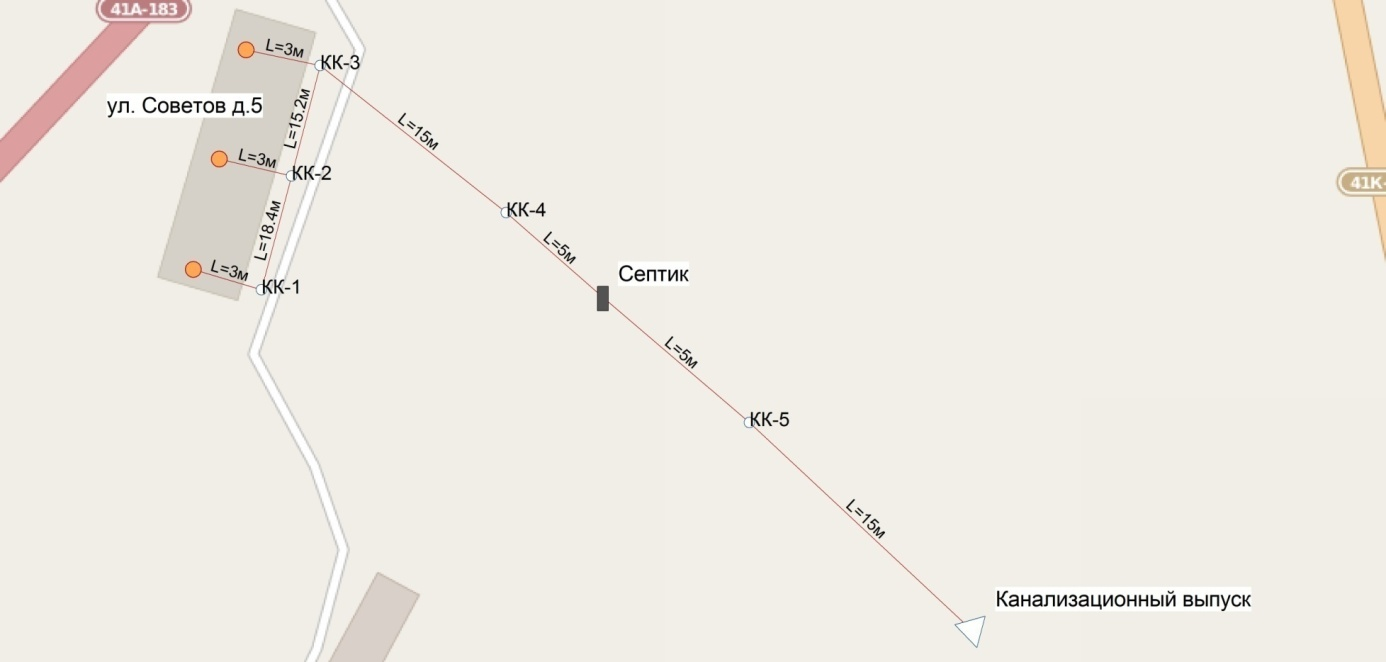 41А-183
L=3м
КК-3
ул. Советов д.5
L=15.2м
L=15м
L=3м
КК-2
41К-
L=18.4м
КК-4
L=5м
L=3м
КК-1
Септик
L=5м
КК-5
L=15м
Канализационный выпуск